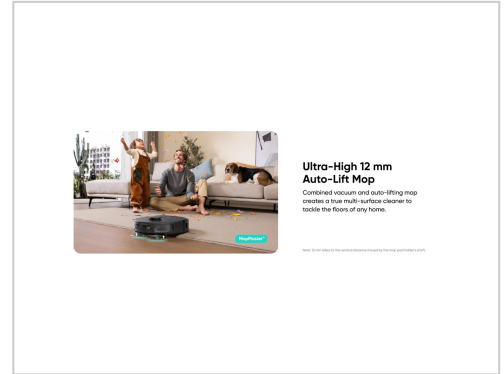 Ultra-High 12 mm
Auto-Lift Mop
Combined vacuum and auto-lifting mop
creates a true multi-surface cleaner to
tackle the floors of any home.
MopMaster™